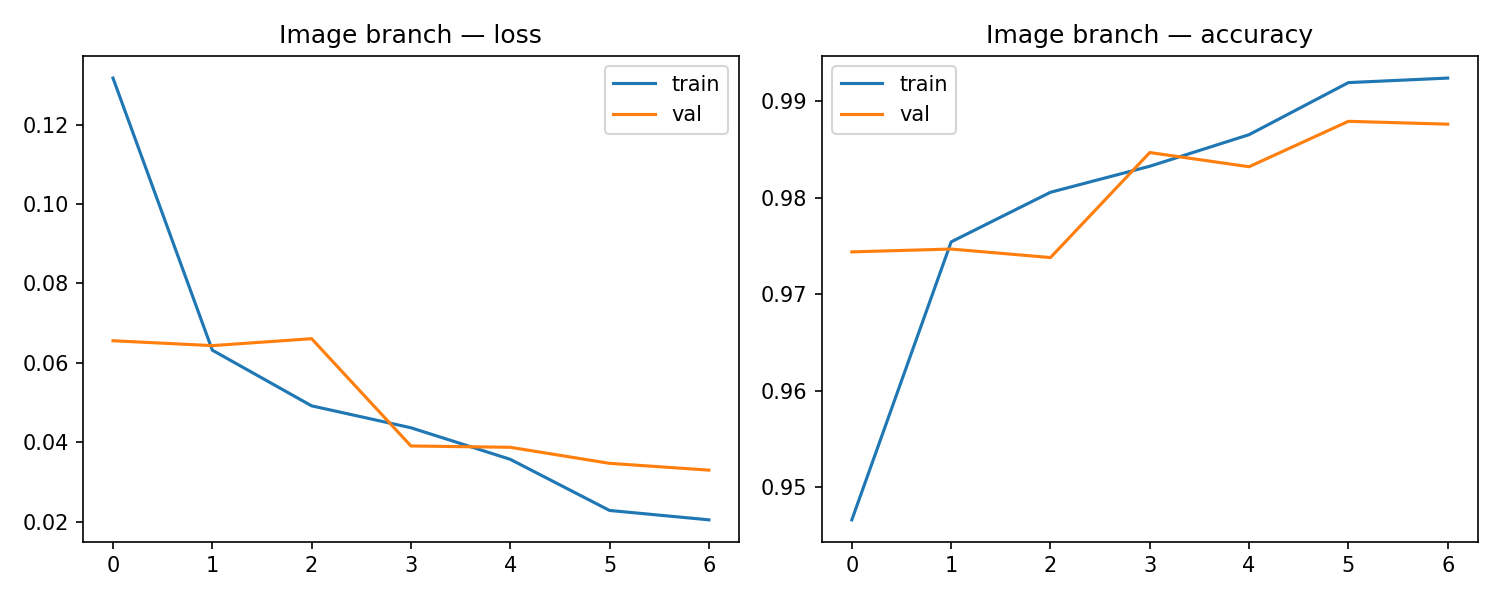 Image branch — loss
train
val
0.12
0.10
0.08
0.06
0.04
0.02
0 1 2 3 4 5 6
Image branch — accuracy
train
val
0.99
0.98
0.97
0.96
0.95
0 1 2 3 4 5 6